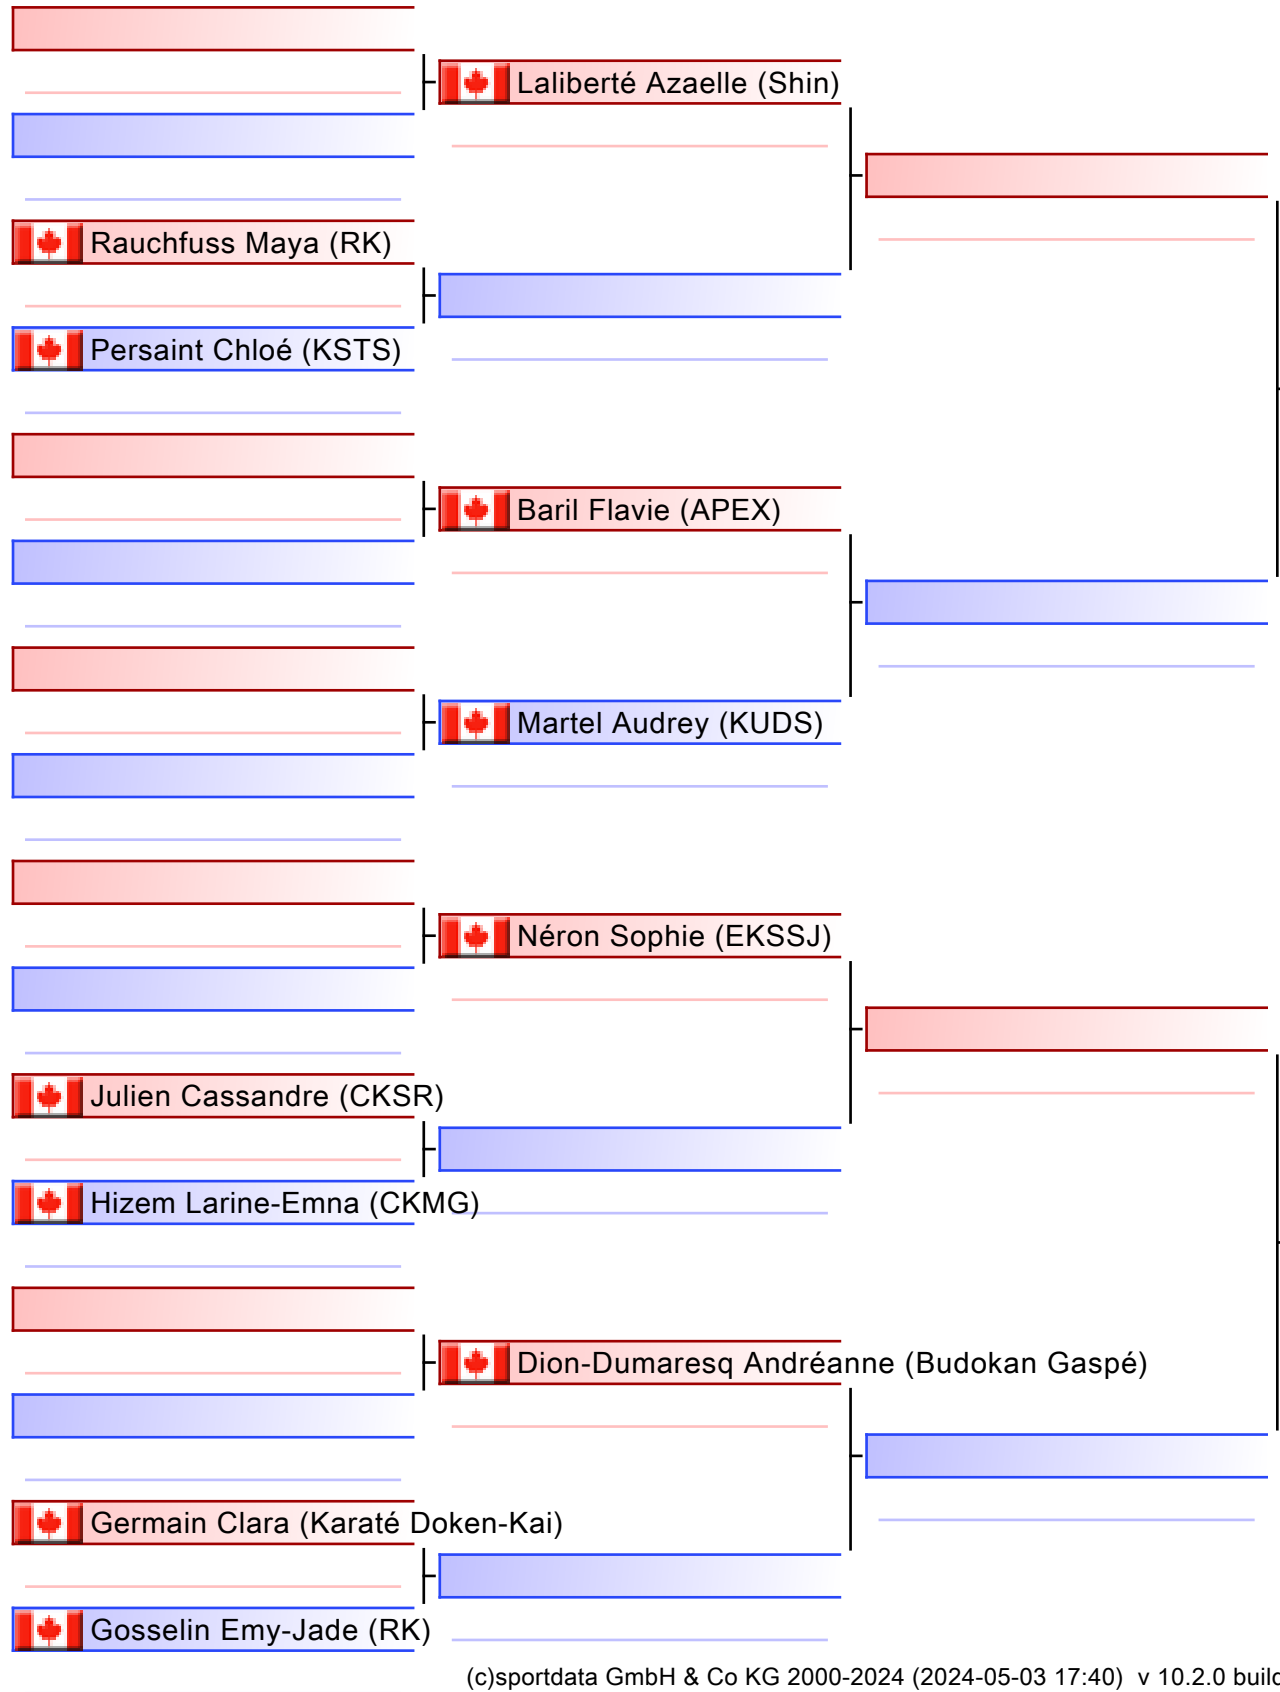 Laliberté Azaelle (Shin)
Rauchfuss Maya (RK)
Persaint Chloé (KSTS)
Baril Flavie (APEX)
Martel Audrey (KUDS)
Néron Sophie (EKSSJ)
Julien Cassandre (CKSR)
Hizem Larine-Emna (CKMG)
Dion-Dumaresq Andréanne (Budokan Gaspé)
Germain Clara (Karaté Doken-Kai)
Gosselin Emy-Jade (RK)
(c)sportdata GmbH & Co KG 2000-2024 (2024-05-03 17:40) v 10.2.0 build